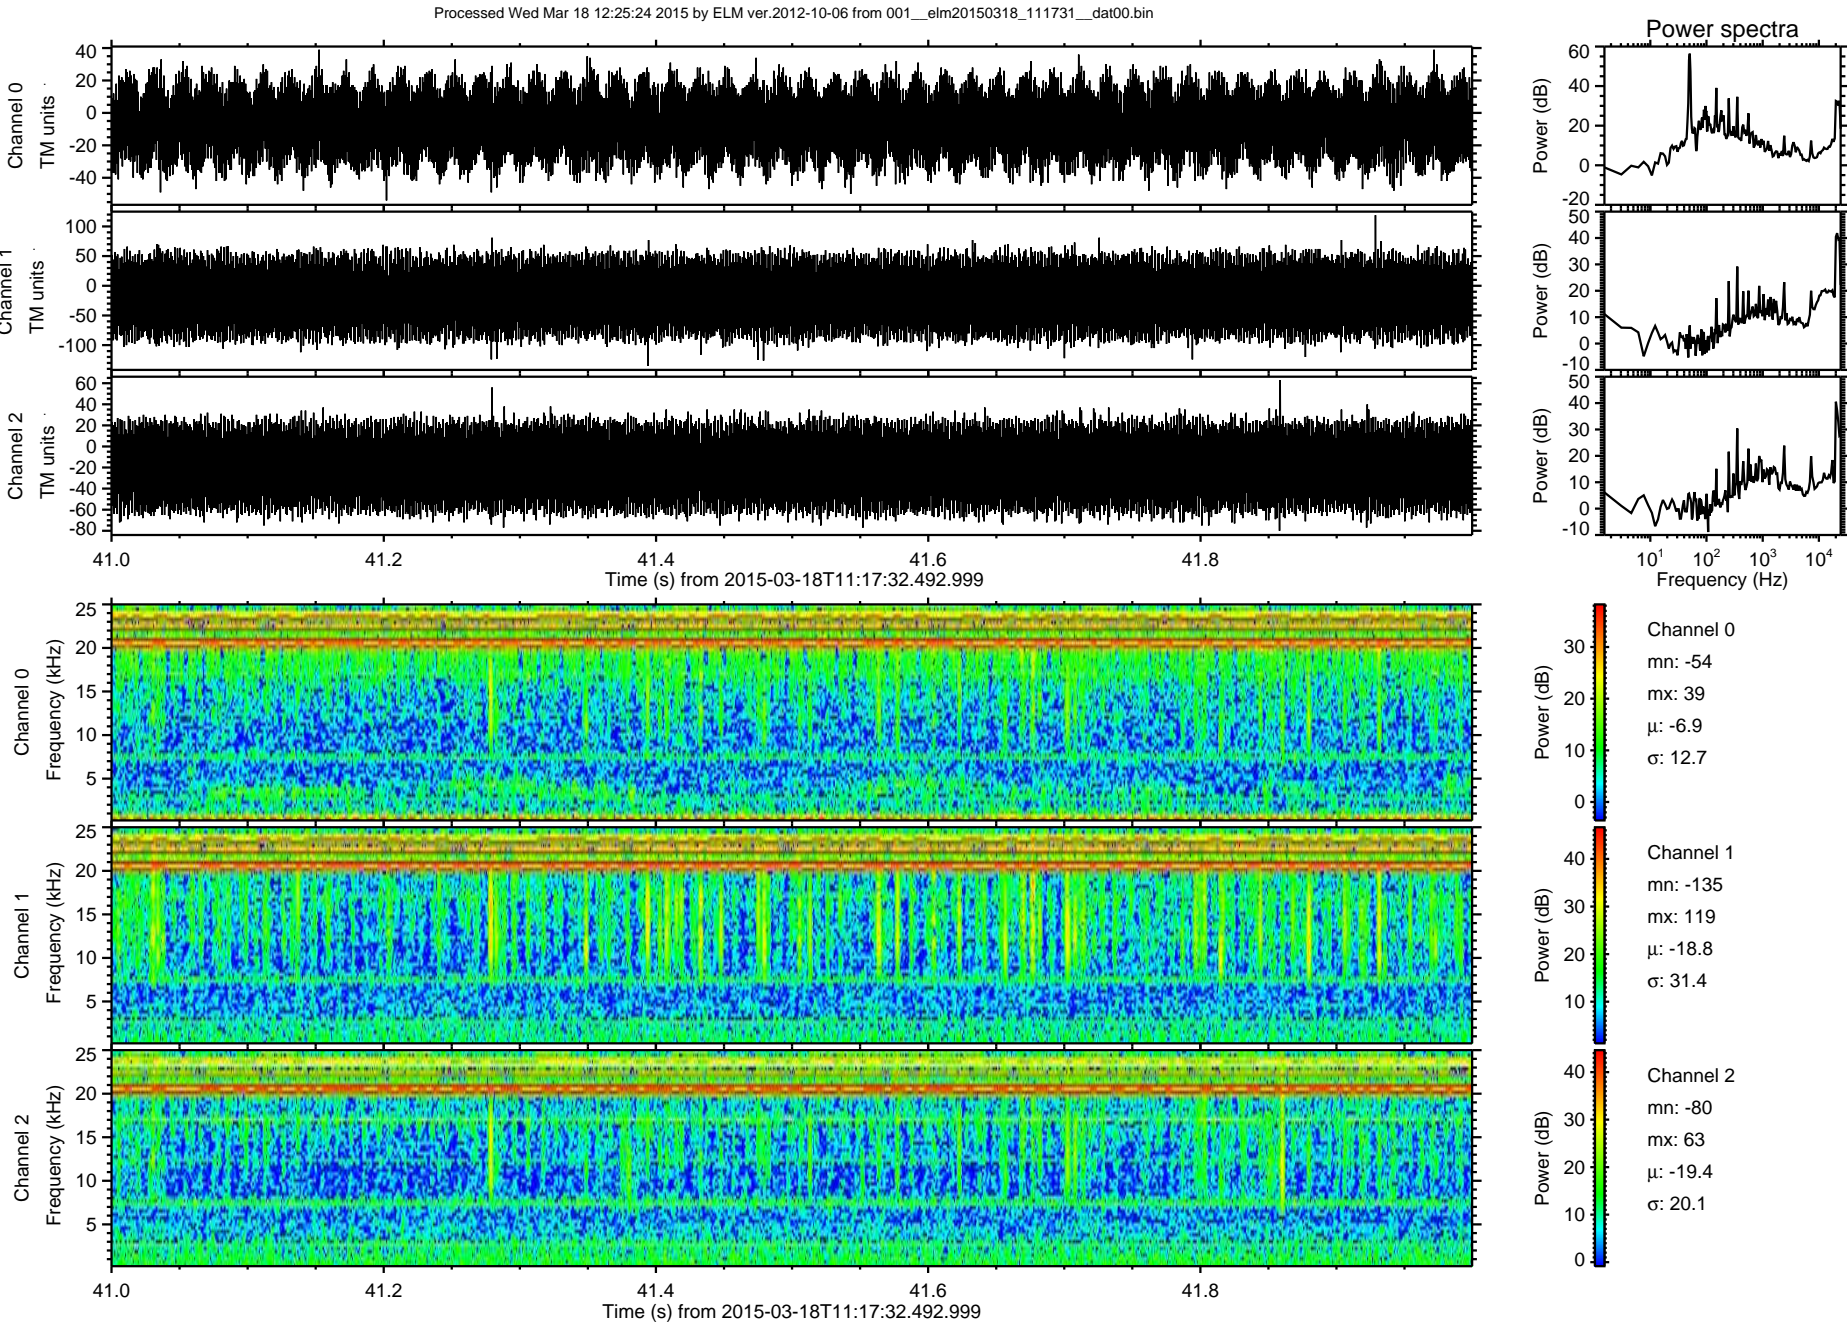 Processed Wed Mar 18 12:25:24 2015 by ELM ver.2012-10-06 from 001__elm20150318_111731__dat00.bin
Power spectra
Channel 0
TM units
40
20
0
-20
-40
Power (dB)
60
40
20
0
-20
Channel 1
TM units
100
50
0
-50
-100
Power (dB)
50
40
30
20
10
0
-10
Channel 2
TM units
60
40
20
0
-20
-40
-60
-80
Power (dB)
50
40
30
20
10
0
-10
41.0 41.2 41.4 41.6 41.8
Time (s) from 2015-03-18T11:17:32.492.999
10¹ 10² 10³ 10⁴
Frequency (Hz)
Channel 0
Frequency (kHz)
25
20
15
10
5
Power (dB)
30
20
10
0
Channel 0
mn: -54
mx: 39
μ: -6.9
σ: 12.7
Channel 1
Frequency (kHz)
25
20
15
10
5
Power (dB)
40
30
20
10
Channel 1
mn: -135
mx: 119
μ: -18.8
σ: 31.4
Channel 2
Frequency (kHz)
25
20
15
10
5
Power (dB)
40
30
20
10
0
Channel 2
mn: -80
mx: 63
μ: -19.4
σ: 20.1
41.0 41.2 41.4 41.6 41.8
Time (s) from 2015-03-18T11:17:32.492.999